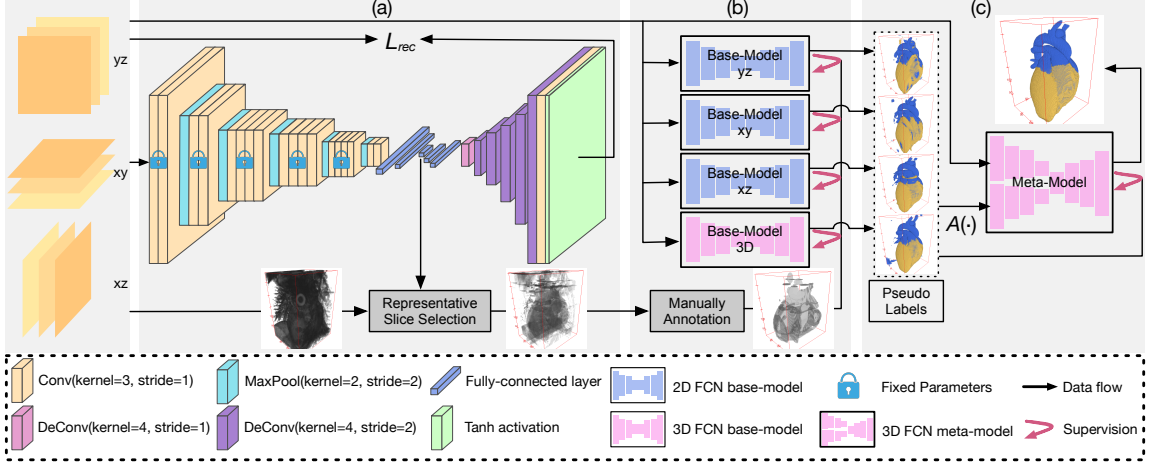 (a)
(b)
(c)
yz
L_rec
xy
xz
Base-Model
yz
Base-Model
xy
Base-Model
xz
Base-Model
3D
Meta-Model
A(·)
Representative
Slice Selection
Manually
Annotation
Pseudo
Labels
Conv(kernel=3, stride=1)
MaxPool(kernel=2, stride=2)
Fully-connected layer
2D FCN base-model
Fixed Parameters
Data flow
DeConv(kernel=4, stride=1)
DeConv(kernel=4, stride=2)
Tanh activation
3D FCN base-model
3D FCN meta-model
Supervision